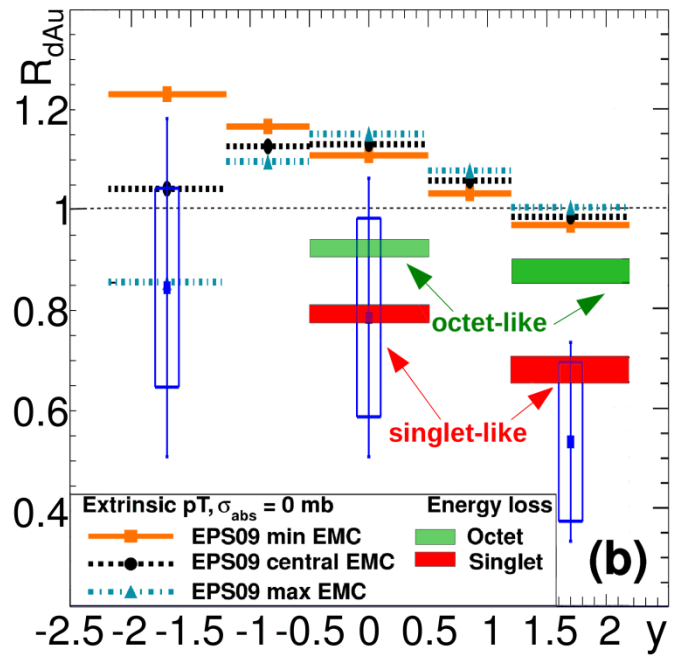 R_dAu
1.2
1
0.8
0.6
0.4
octet-like
singlet-like
Extrinsic pT, σ_abs = 0 mb
Energy loss
EPS09 min EMC
Octet
EPS09 central EMC
Singlet
EPS09 max EMC
(b)
-2.5 -2 -1.5 -1 -0.5 0 0.5 1 1.5 2 y